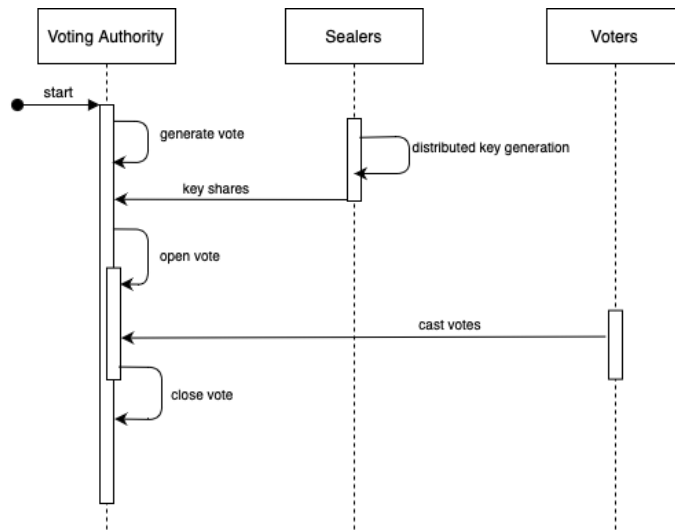 Voting Authority
Sealers
Voters
start
generate vote
distributed key generation
key shares
open vote
cast votes
close vote